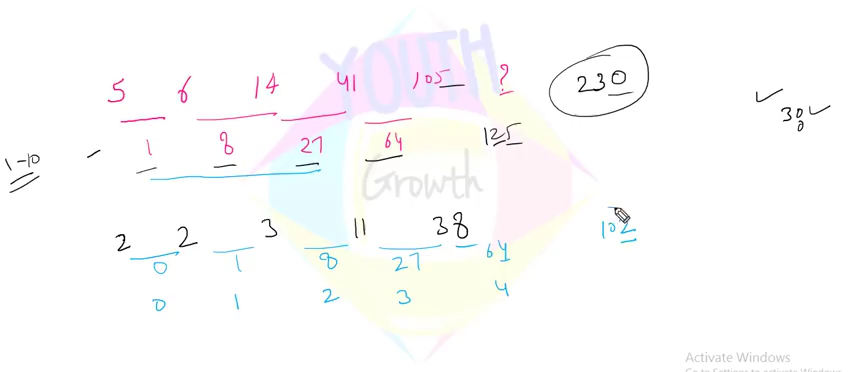 YOUTH
5 6 14 41 105 ? 230
1 8 27 64 125
1-10
308
Growth
2 2 3 11 38 102
0 1 8 27 64
0 1 2 3 4
Activate Windows